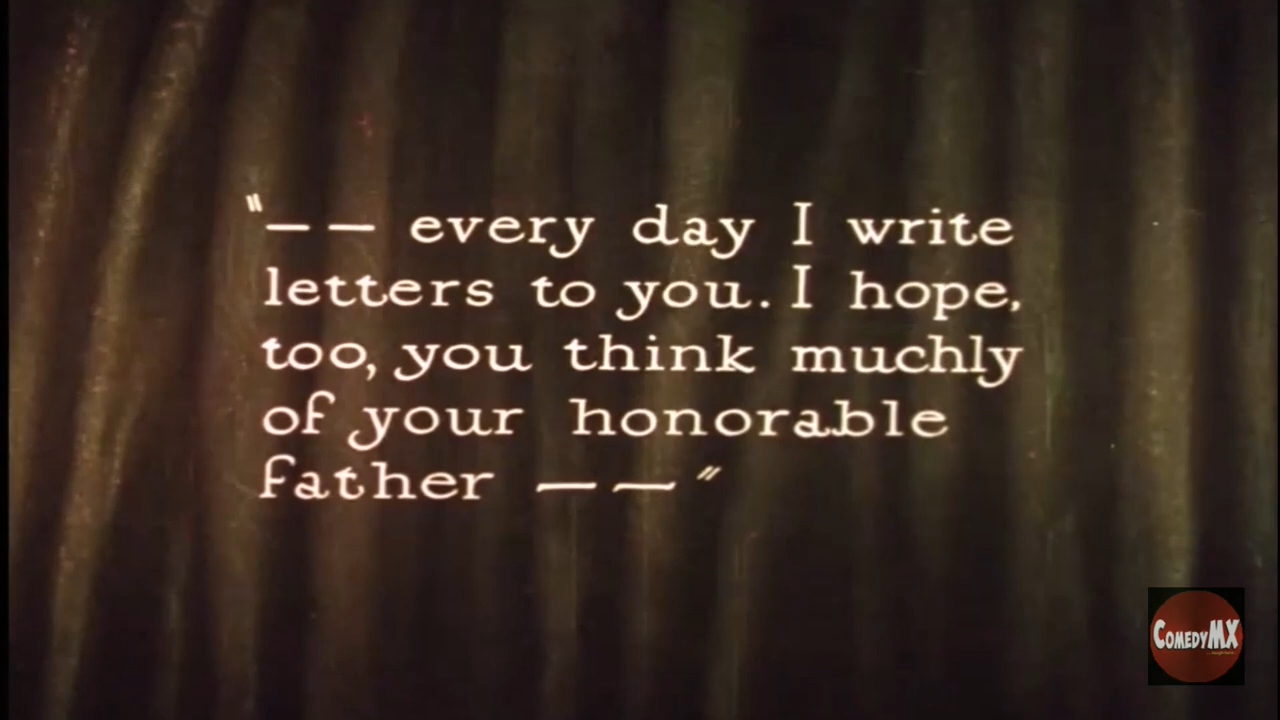 "— — every day I write
letters to you. I hope,
too, you think muchly
of your honorable
father — — "
COMEDYMX